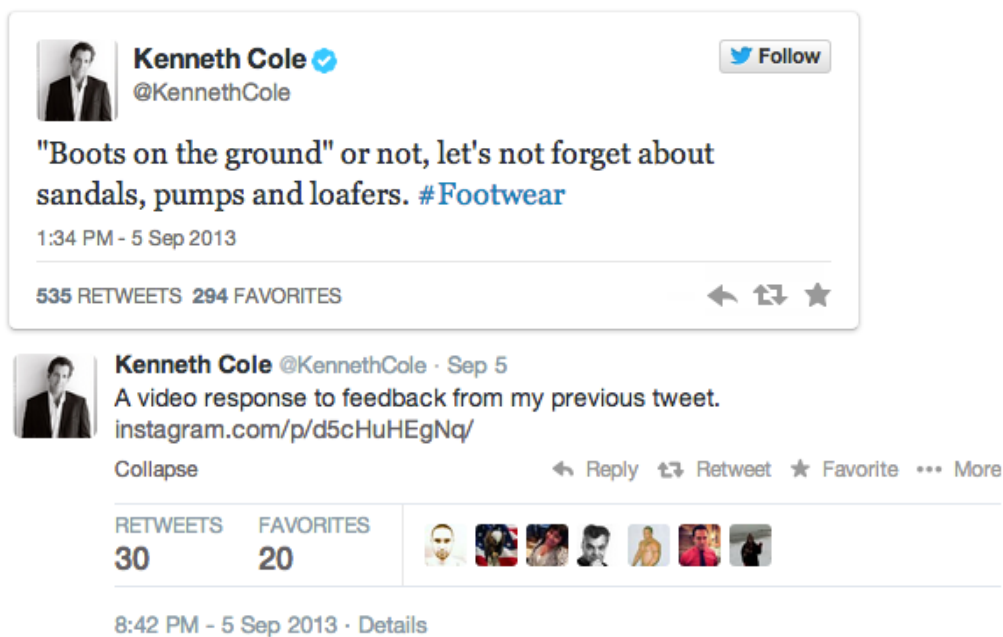 Kenneth Cole
Follow
@KennethCole
"Boots on the ground" or not, let's not forget about
sandals, pumps and loafers. #Footwear
1:34 PM - 5 Sep 2013
535 RETWEETS 294 FAVORITES
Kenneth Cole @KennethCole · Sep 5
A video response to feedback from my previous tweet.
instagram.com/p/d5cHuHEgNq/
Collapse Reply Retweet Favorite ••• More
RETWEETS FAVORITES
30 20
8:42 PM - 5 Sep 2013 · Details